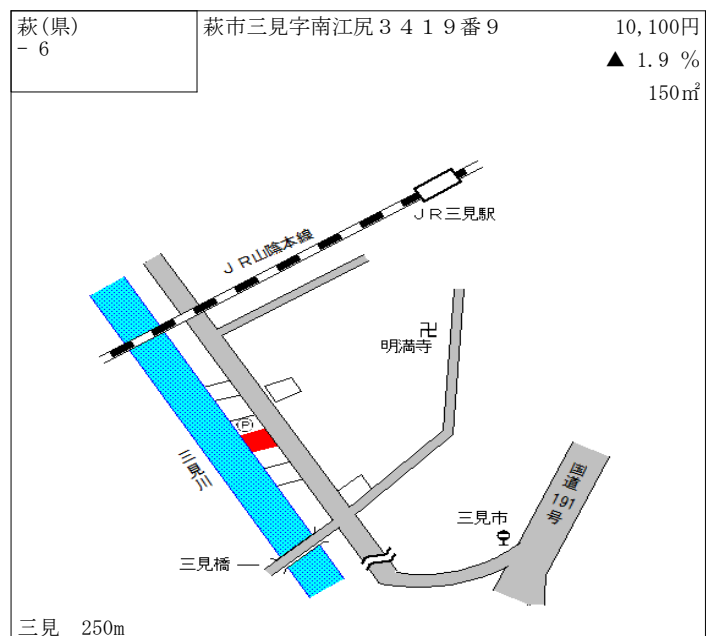 萩(県)
- 6
萩市三見字南江尻３４１９番９
10,100円
▲ 1.9 %
150㎡
ＪＲ三見駅
ＪＲ山陰本線
卍
明満寺
Ｐ
三見川
国道191号
三見市
三見橋
三見 250m